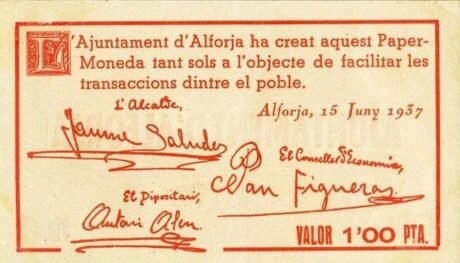 L'Ajuntament d'Alforja ha creat aquest Paper-
Moneda tant sols a l'objecte de facilitar les
transaccions dintre el poble.
L'Alcalde,
Alforja, 15 Juny 1937
Jaume Saludes
El Conseller d'Economia,
Joan Figueras
El Dipositari,
Antoni
VALOR 1'00 PTA.